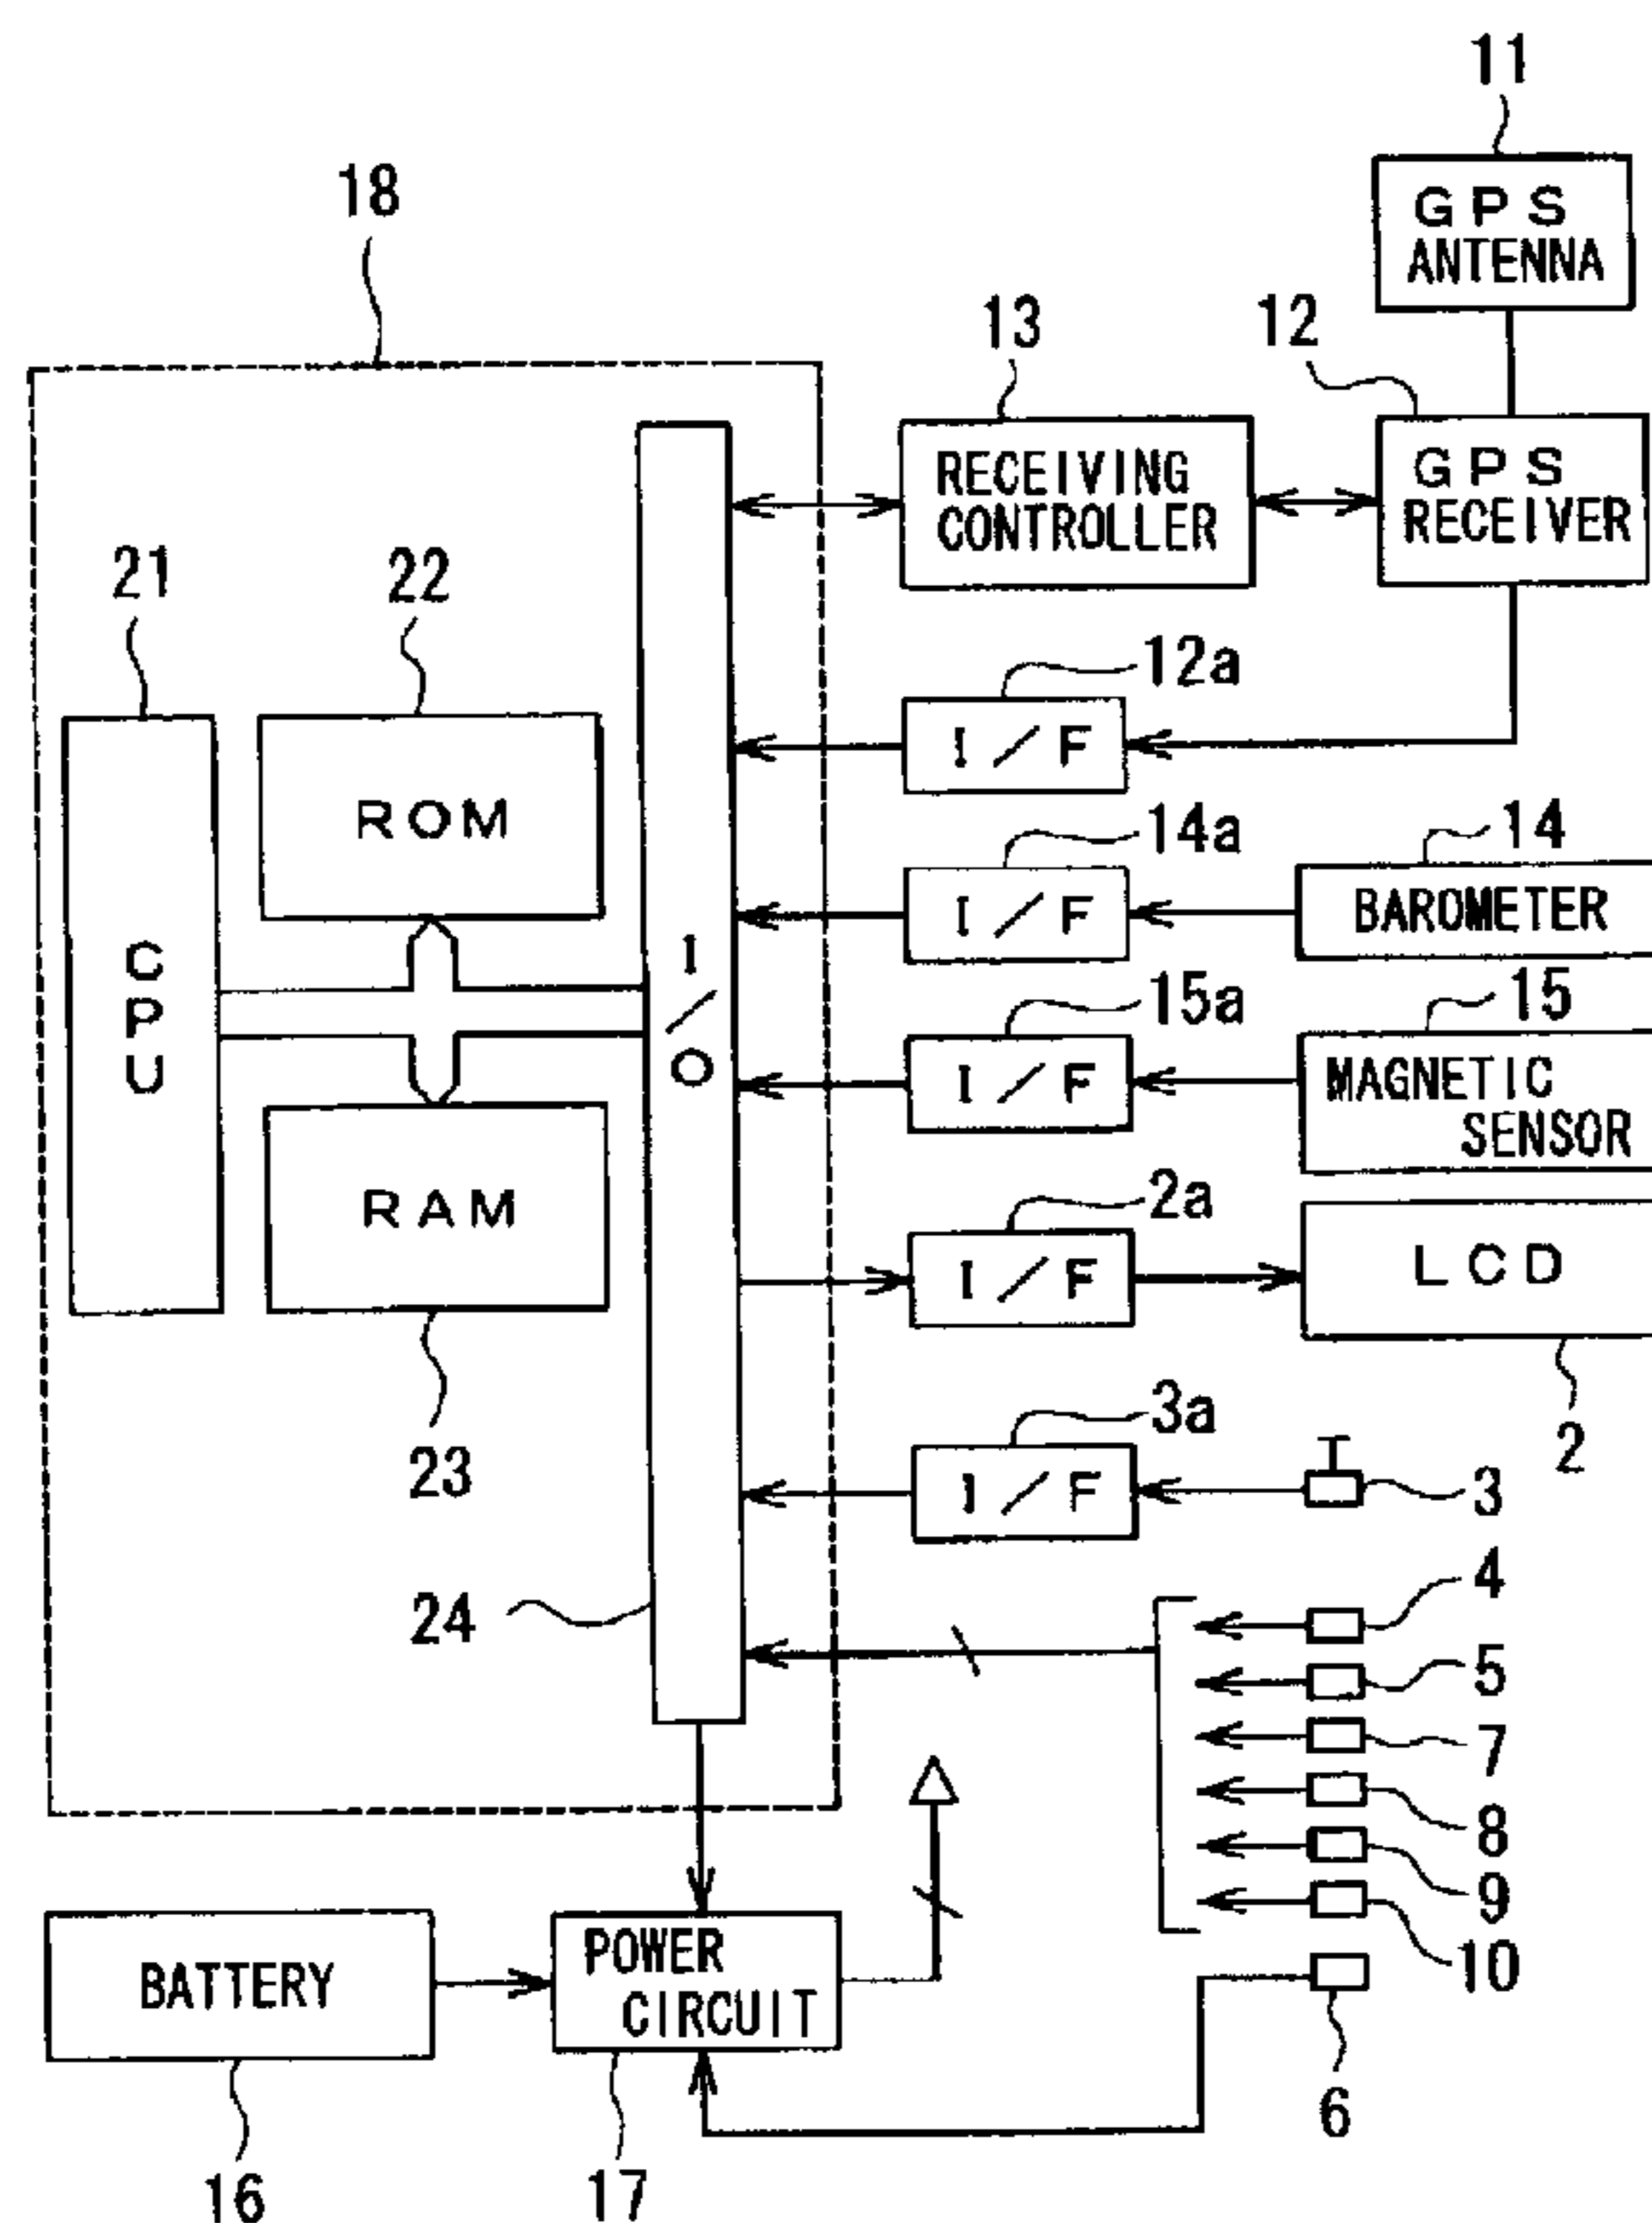 11
GPS
ANTENNA
18
13
12
RECEIVING
CONTROLLER
GPS
RECEIVER
21
22
12a
I/F
ROM
14a
14
I/F
BAROMETER
CPU
I/O
15a
15
I/F
MAGNETIC
SENSOR
RAM
2a
I/F
LCD
23
3a
2
I/F
3
24
4
5
7
8
9
10
BATTERY
POWER
CIRCUIT
6
16
17